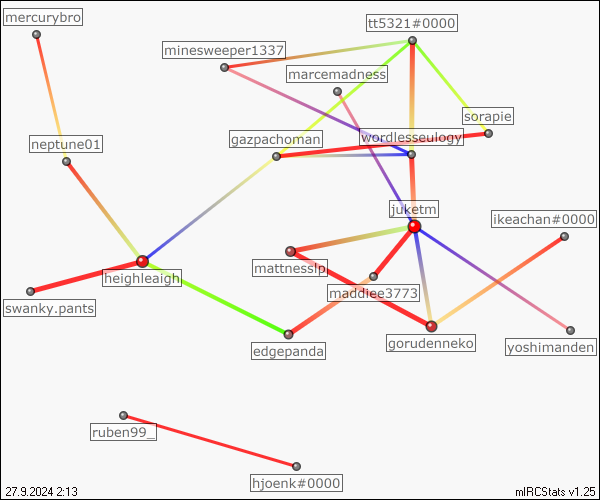 mercurybro
tt5321#0000
minesweeper1337
marcemadness
sorapie
neptune01
gazpachoman
wordlesseulogy
juketm
ikeachan#0000
mattnesslp
heighleaigh
maddiee3773
swanky.pants
gorudenneko
yoshimanden
edgepanda
ruben99_
hjoenk#0000
27.9.2024 2:13
mIRCStats v1.25